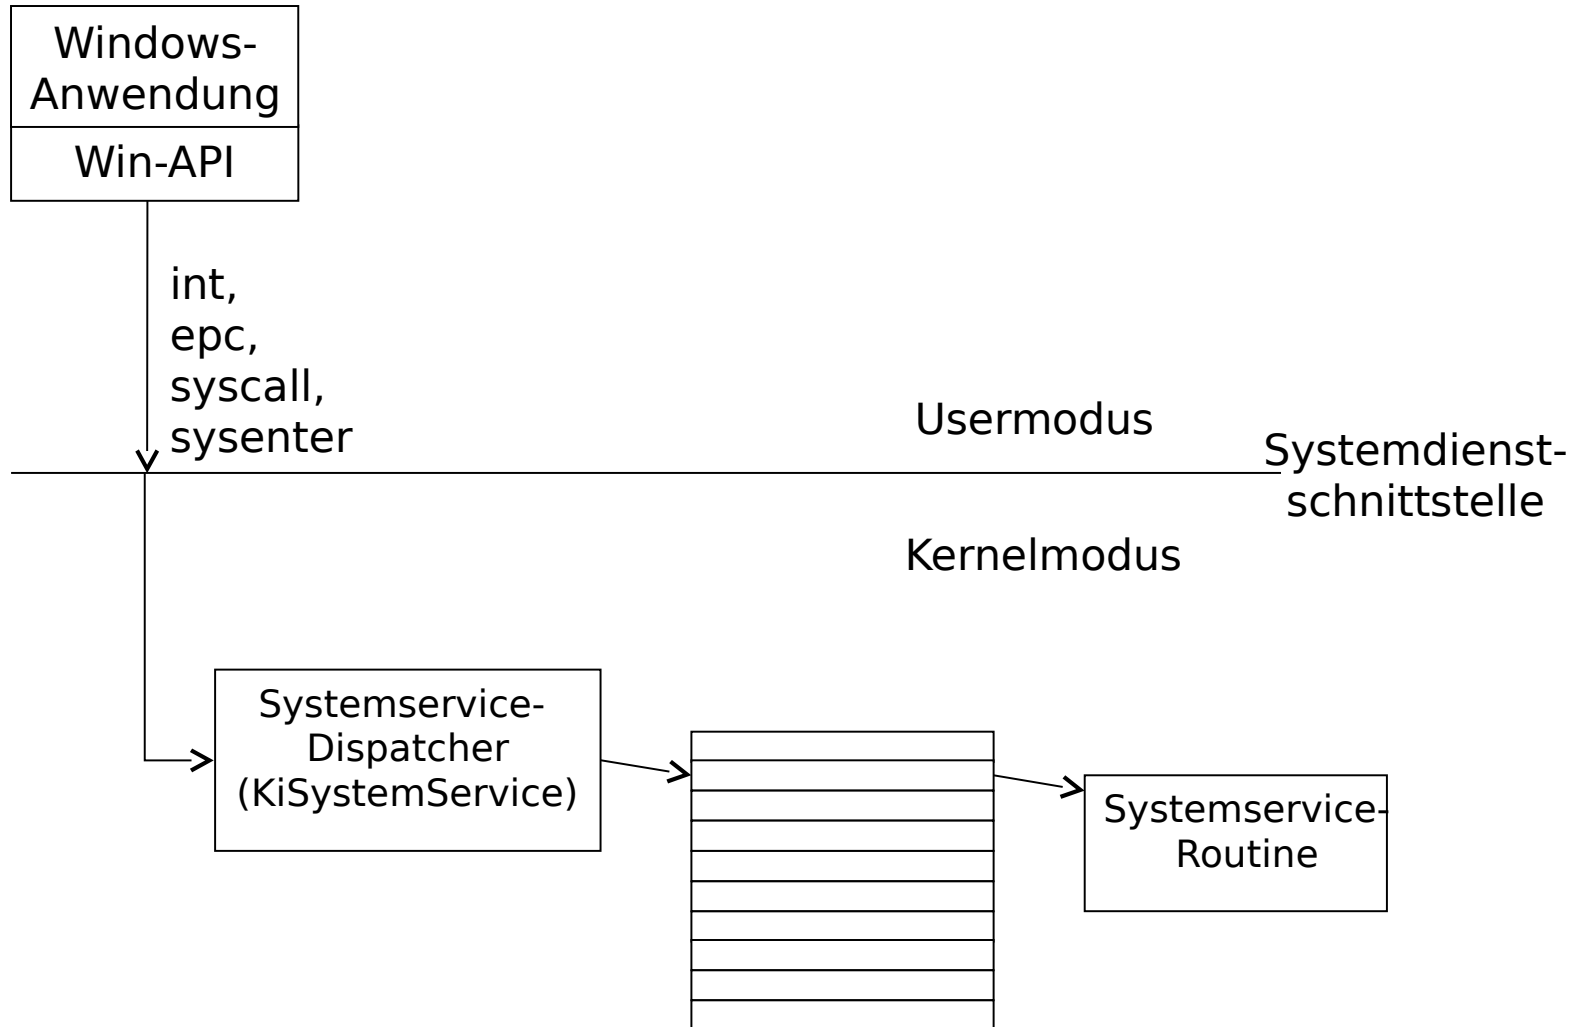 Windows-
Anwendung
Win-API
int,
epc,
syscall,
sysenter
Usermodus
Systemdienst-
schnittstelle
Kernelmodus
Systemservice-
Dispatcher
(KiSystemService)
Systemservice-
Routine